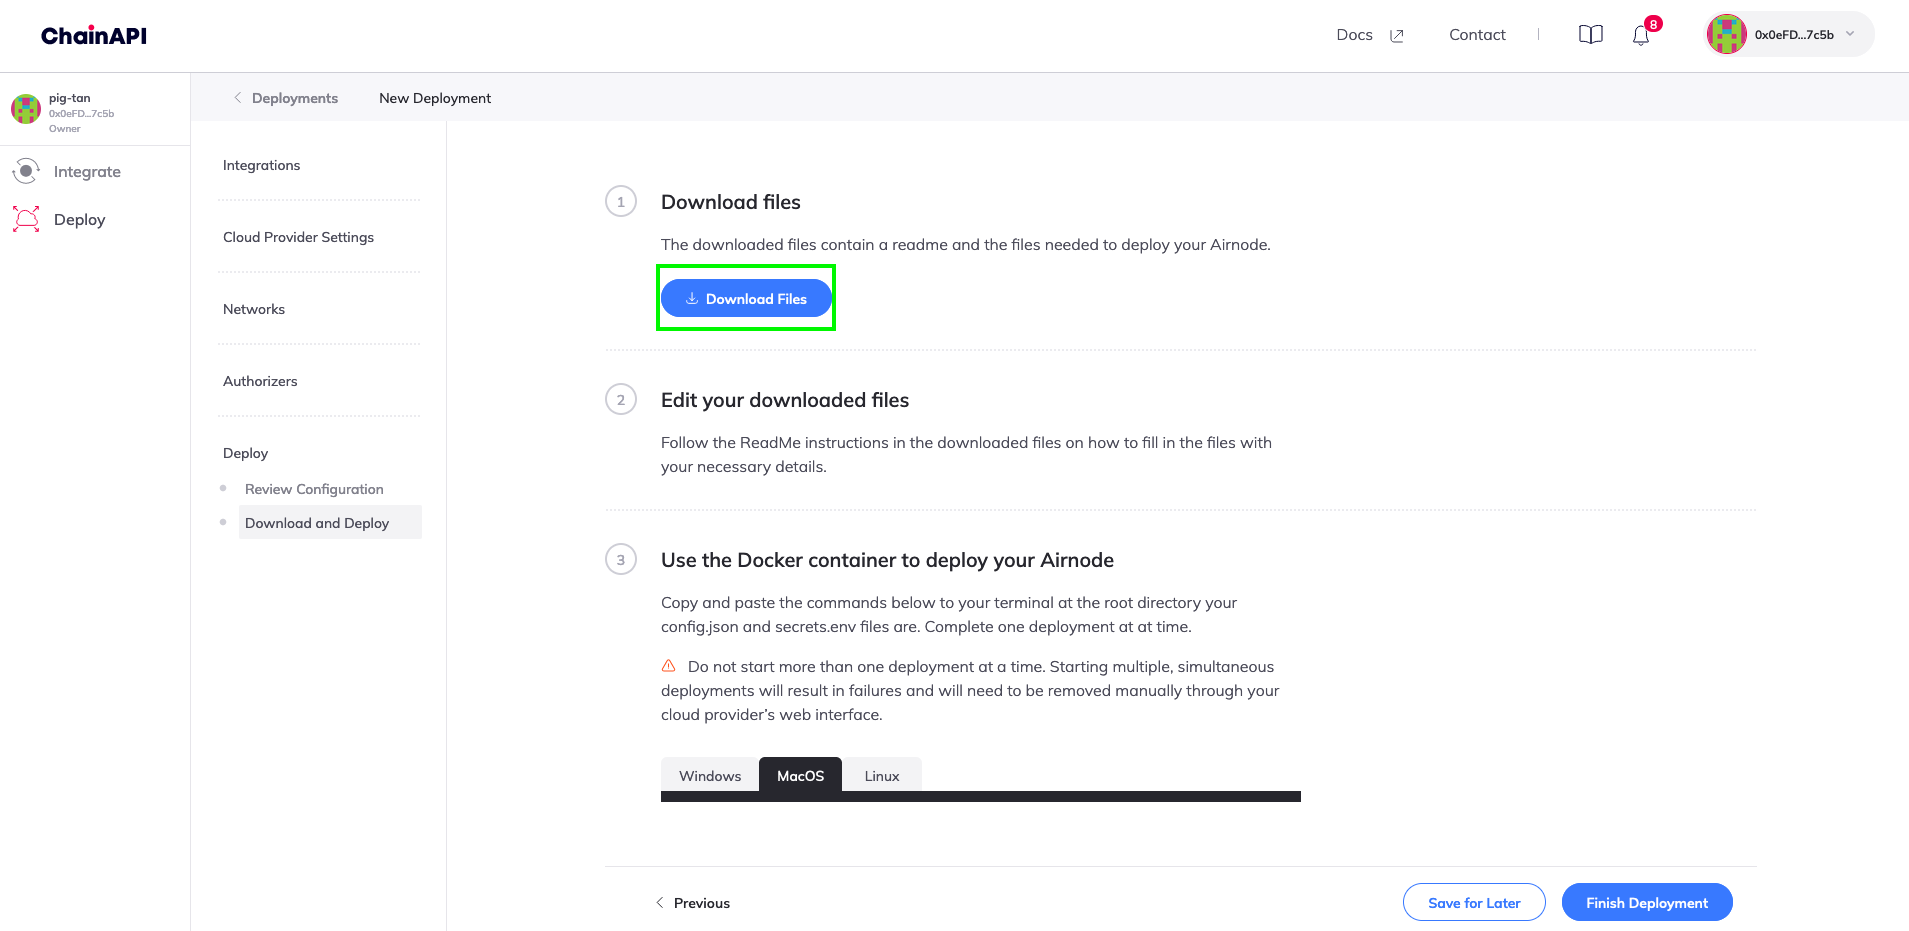 ChainAPI
Docs
Contact
8
0x0eFD...7c5b
pig-tan
0x0eFD...7c5b
Owner
Integrate
Deploy
Deployments
New Deployment
Integrations
Cloud Provider Settings
Networks
Authorizers
Deploy
Review Configuration
Download and Deploy
1
Download files
The downloaded files contain a readme and the files needed to deploy your Airnode.
Download Files
2
Edit your downloaded files
Follow the ReadMe instructions in the downloaded files on how to fill in the files with
your necessary details.
3
Use the Docker container to deploy your Airnode
Copy and paste the commands below to your terminal at the root directory your
config.json and secrets.env files are. Complete one deployment at at time.
Do not start more than one deployment at a time. Starting multiple, simultaneous
deployments will result in failures and will need to be removed manually through your
cloud provider's web interface.
Windows
MacOS
Linux
Previous
Save for Later
Finish Deployment